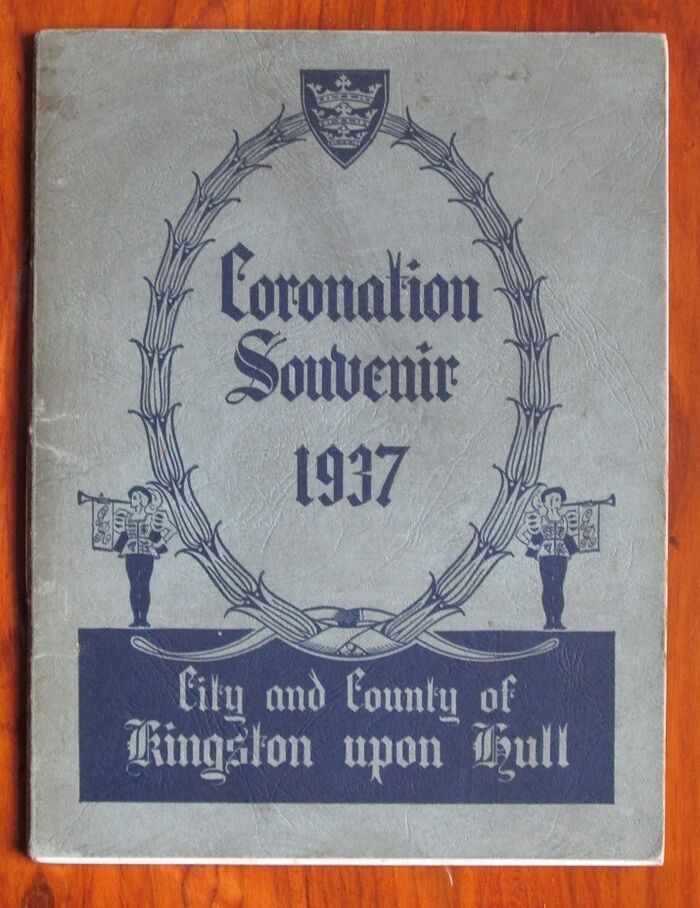 Coronation
Souvenir
1937
City and County of
Kingston upon Hull